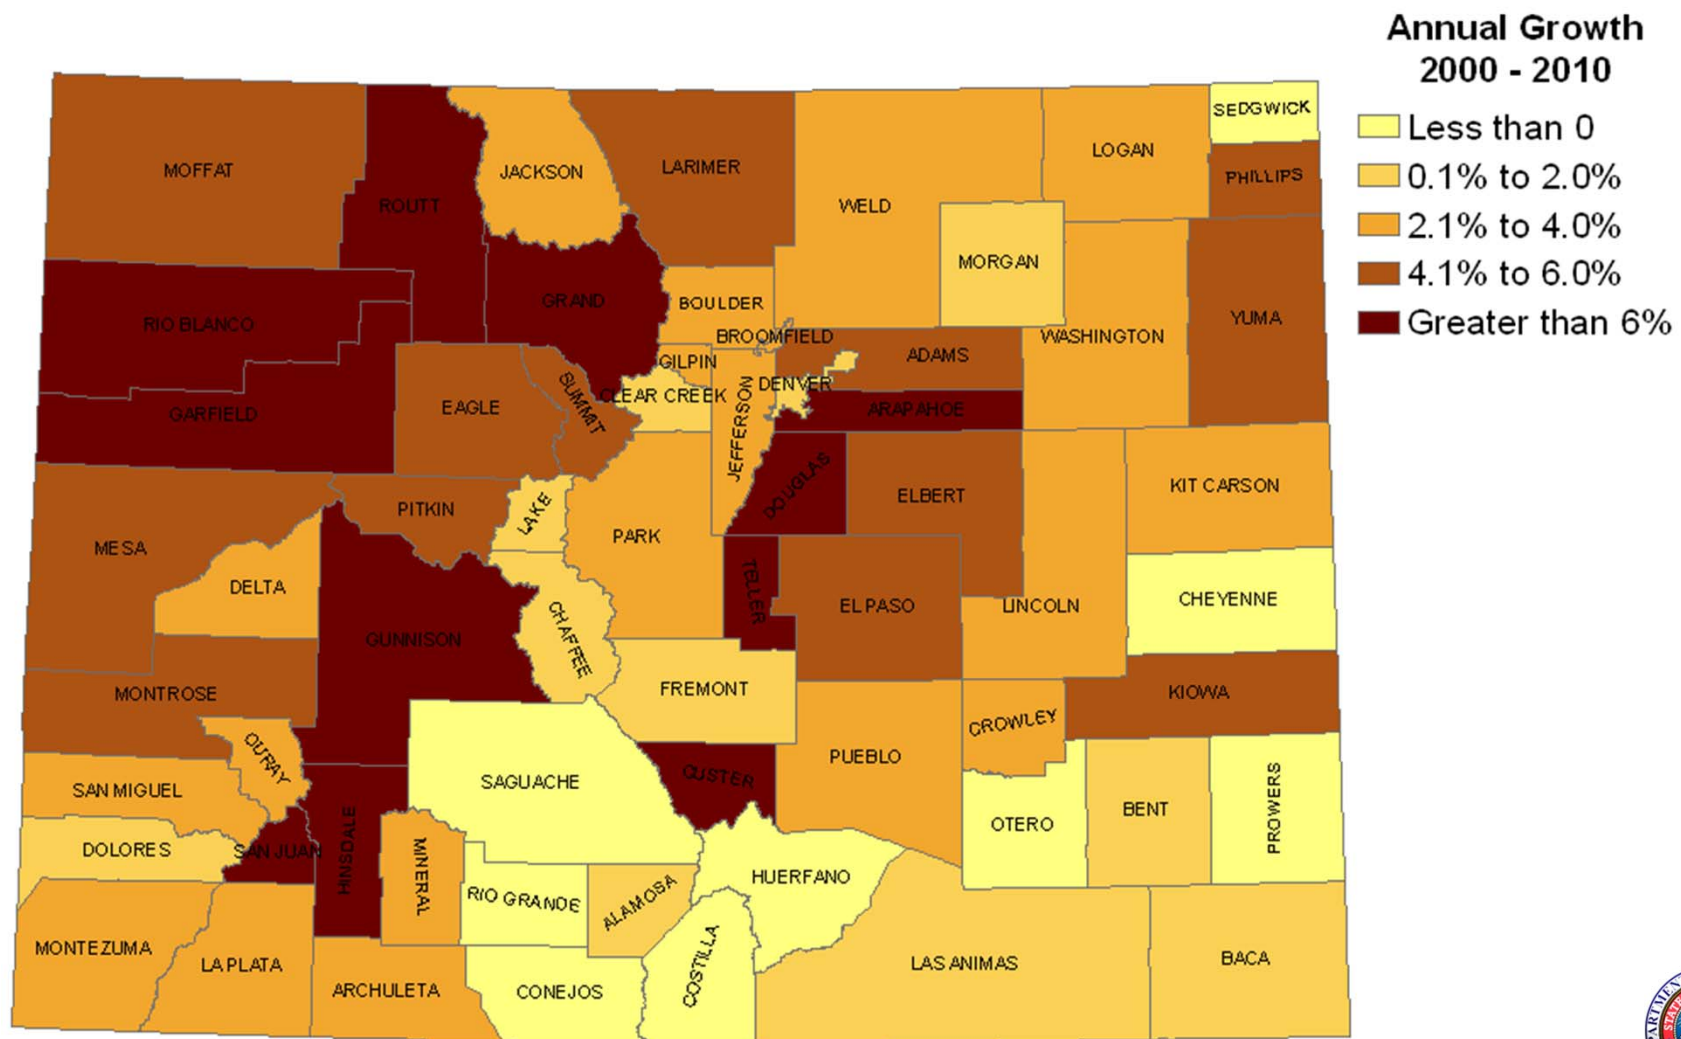 Annual Growth
2000 - 2010
Less than 0
0.1% to 2.0%
2.1% to 4.0%
4.1% to 6.0%
Greater than 6%
SEDGWICK
LOGAN
MOFFAT
JACKSON
LARIMER
PHILLIPS
ROUTT
WELD
MORGAN
GRAND
BOULDER
RIO BLANCO
YUMA
BROOMFIELD
WASHINGTON
ADAMS
GILPIN
DENVER
CLEAR CREEK
EAGLE
SUMMIT
GARFIELD
ARAPAHOE
JEFFERSON
DOUGLAS
ELBERT
KIT CARSON
PITKIN
LAKE
PARK
MESA
DELTA
TELLER
EL PASO
LINCOLN
CHEYENNE
GUNNISON
CHAFFEE
MONTROSE
FREMONT
KIOWA
CROWLEY
OURAY
PUEBLO
CUSTER
SAGUACHE
SAN MIGUEL
BENT
PROWERS
OTERO
DOLORES
SAN JUAN
HINSDALE
MINERAL
HUERFANO
RIO GRANDE
ALAMOSA
MONTEZUMA
LA PLATA
LAS ANIMAS
BACA
COSTILLA
ARCHULETA
CONEJOS